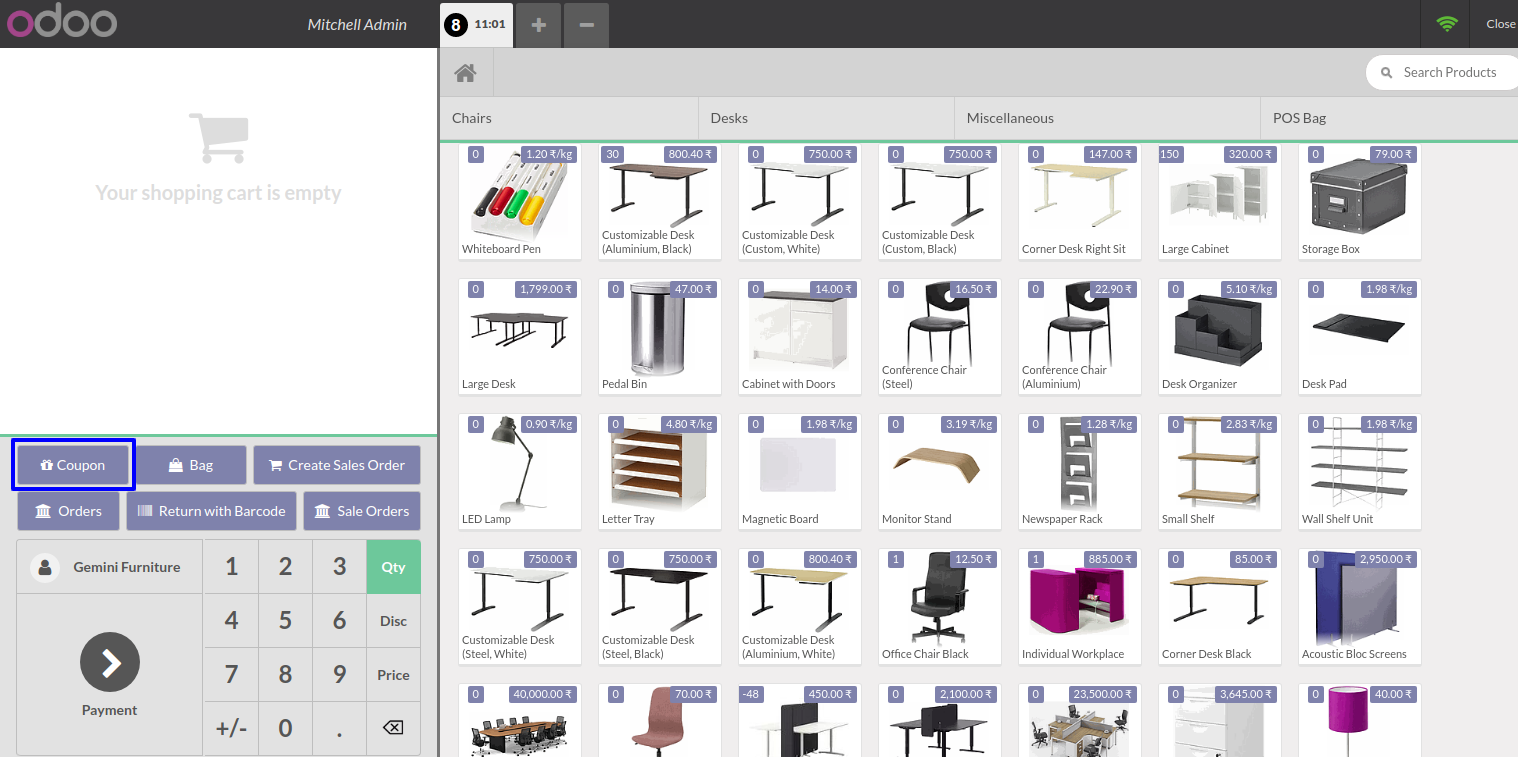 odoo
Mitchell Admin
8 11:01
Close
Search Products
Chairs
Desks
Miscellaneous
POS Bag
Your shopping cart is empty
0 1.20 ₹/kg
Whiteboard Pen
30 800.40 ₹
Customizable Desk
(Aluminium, Black)
0 750.00 ₹
Customizable Desk
(Custom, White)
0 750.00 ₹
Customizable Desk
(Custom, Black)
0 147.00 ₹
Corner Desk Right Sit
150 320.00 ₹
Large Cabinet
0 79.00 ₹
Storage Box
0 1,799.00 ₹
Large Desk
0 47.00 ₹
Pedal Bin
0 14.00 ₹
Cabinet with Doors
0 16.50 ₹
Conference Chair
(Steel)
0 22.90 ₹
Conference Chair
(Aluminium)
0 5.10 ₹/kg
Desk Organizer
0 1.98 ₹/kg
Desk Pad
0 0.90 ₹/kg
LED Lamp
0 4.80 ₹/kg
Letter Tray
0 1.98 ₹/kg
Magnetic Board
0 3.19 ₹/kg
Monitor Stand
0 1.28 ₹/kg
Newspaper Rack
0 2.83 ₹/kg
Small Shelf
0 1.98 ₹/kg
Wall Shelf Unit
0 750.00 ₹
Customizable Desk
(Steel, White)
0 750.00 ₹
Customizable Desk
(Steel, Black)
0 800.40 ₹
Customizable Desk
(Aluminium, White)
1 12.50 ₹
Office Chair Black
1 885.00 ₹
Individual Workplace
0 85.00 ₹
Corner Desk Black
0 2,950.00 ₹
Acoustic Bloc Screens
0 40,000.00 ₹
0 70.00 ₹
-48 450.00 ₹
0 2,100.00 ₹
0 23,500.00 ₹
0 3,645.00 ₹
0 40.00 ₹
Coupon
Bag
Create Sales Order
Orders
Return with Barcode
Sale Orders
Gemini Furniture
Payment
1 2 3 Qty
4 5 6 Disc
7 8 9 Price
+/- 0 .